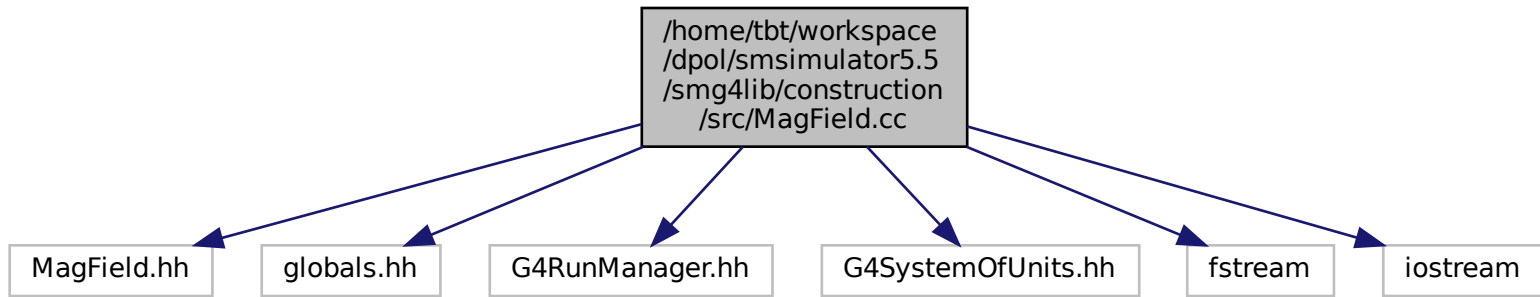 /home/tbt/workspace
/dpol/smsimulator5.5
/smg4lib/construction
/src/MagField.cc
MagField.hh
globals.hh
G4RunManager.hh
G4SystemOfUnits.hh
fstream
iostream